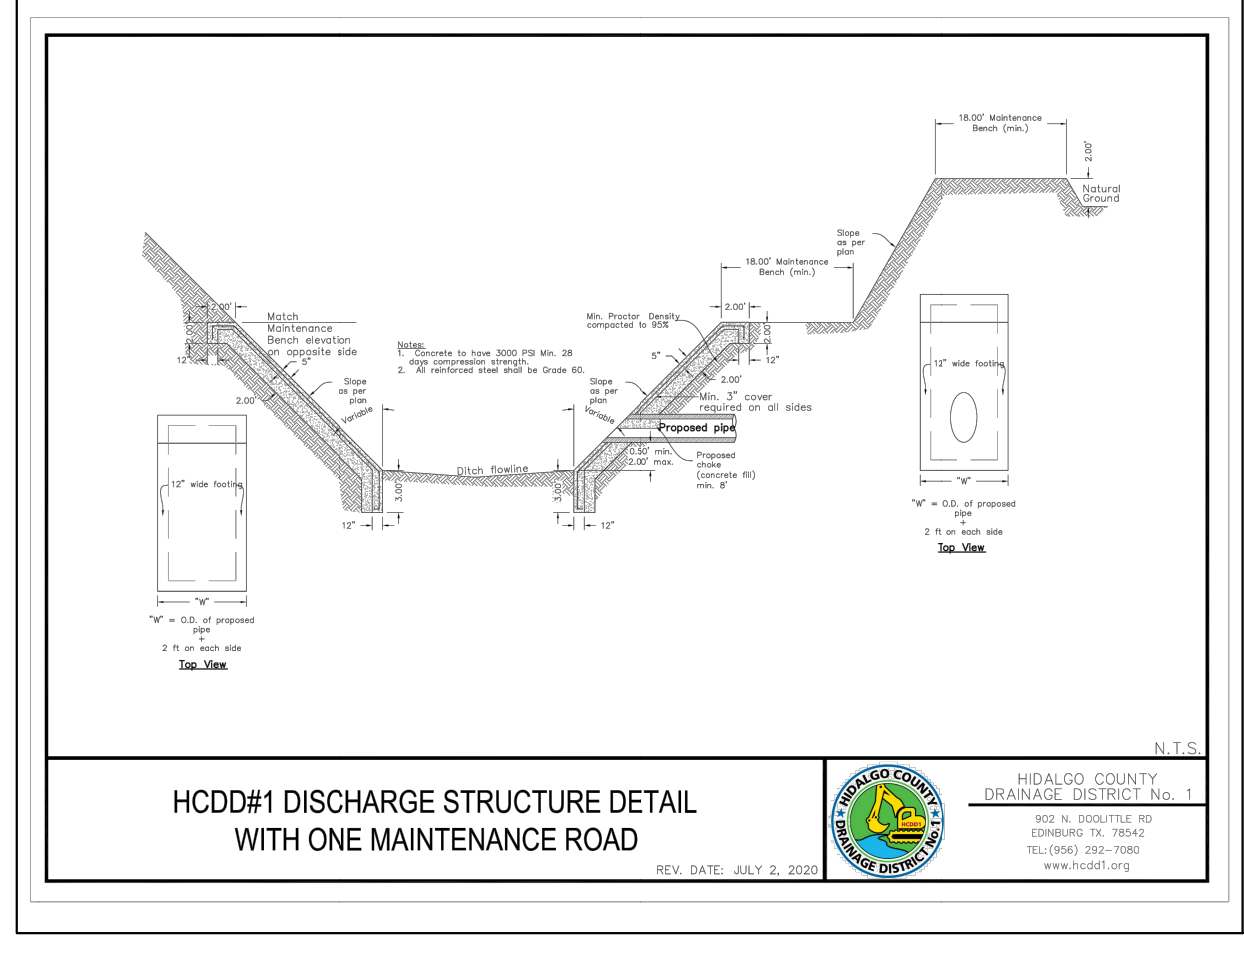 18.00' Maintenance
Bench (min.)
2.00'
Natural
Ground
Slope
as per
plan
18.00' Maintenance
Bench (min.)
2.00'
2.00'
Match
Maintenance
Bench elevation
on opposite side
2.00'
12"
5"
2.00'
Slope
as per
plan
Variable
Notes:
1. Concrete to have 3000 PSI Min. 28
days compression strength.
2. All reinforced steel shall be Grade 60.
Min. Proctor Density
compacted to 95%
2.00'
12"
5"
2.00'
Slope
as per
plan
Variable
Min. 3" cover
required on all sides
Proposed pipe
0.50' min.
2.00' max.
Proposed
choke
(concrete fill)
min. 8'
Ditch flowline
3.00'
3.00'
12"
12"
12" wide footing
"W"
"W" = O.D. of proposed
pipe
+
2 ft on each side
Top View
12" wide footing
"W"
"W" = O.D. of proposed
pipe
+
2 ft on each side
Top View
N.T.S.
HCDD#1 DISCHARGE STRUCTURE DETAIL
WITH ONE MAINTENANCE ROAD
REV. DATE: JULY 2, 2020
HIDALGO COUNTY
HCDD1
DRAINAGE DISTRICT No.1
HIDALGO COUNTY
DRAINAGE DISTRICT No. 1
902 N. DOOLITTLE RD
EDINBURG TX. 78542
TEL:(956) 292-7080
www.hcdd1.org